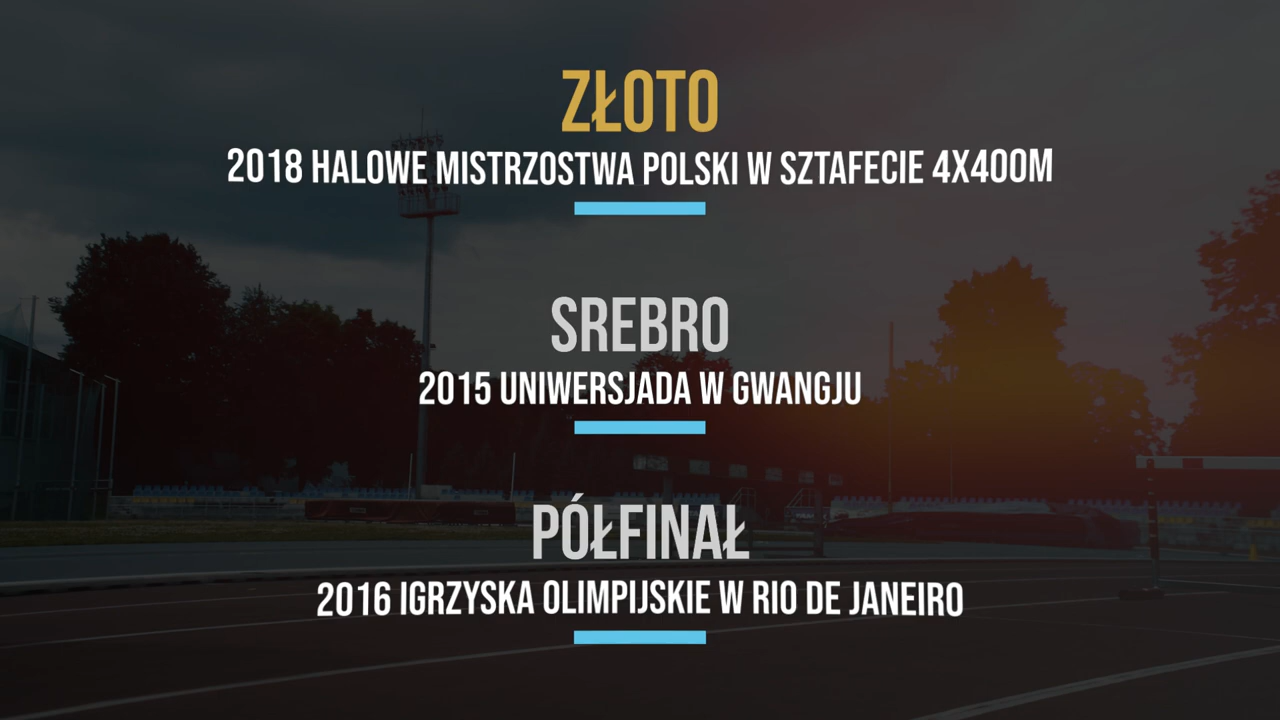 ZŁOTO
2018 HALOWE MISTRZOSTWA POLSKI W SZTAFECIE 4X400M
SREBRO
2015 UNIWERSJADA W GWANGJU
PÓŁFINAŁ
2016 IGRZYSKA OLIMPIJSKIE W RIO DE JANEIRO